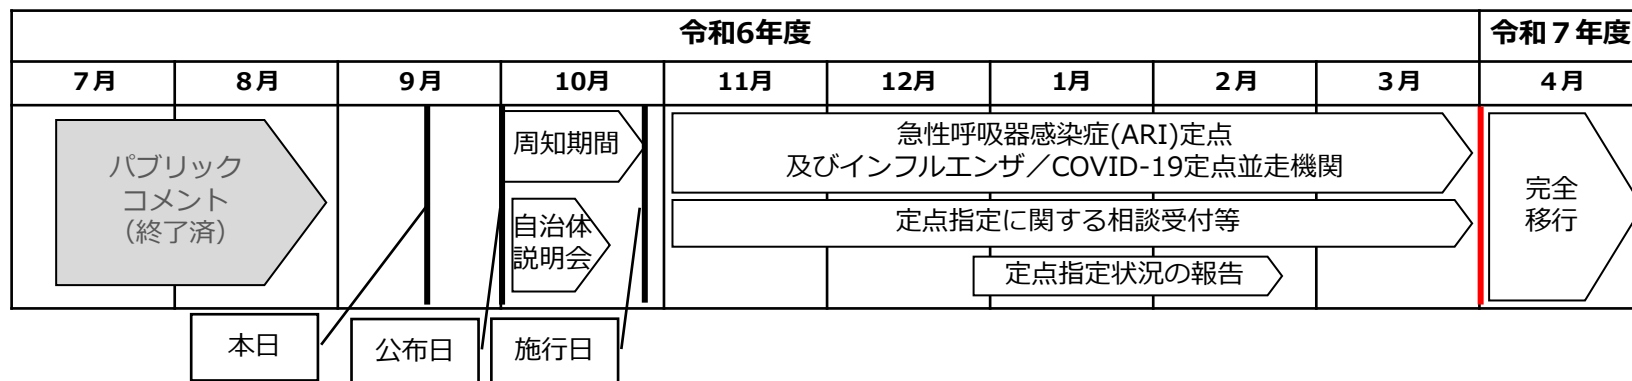 令和6年度
令和７年度
7月
8月
9月
10月
11月
12月
1月
2月
3月
4月
パブリック
コメント
（終了済）
周知期間
自治体
説明会
急性呼吸器感染症(ARI)定点
及びインフルエンザ／COVID-19定点並走機関
定点指定に関する相談受付等
定点指定状況の報告
完全
移行
本日
公布日
施行日